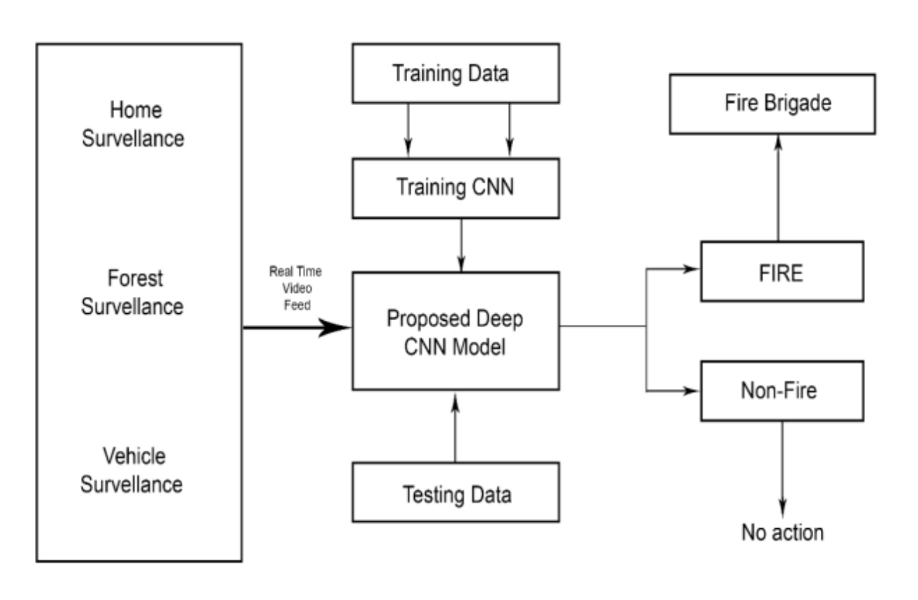 Home
Survellance
Forest
Survellance
Vehicle
Survellance
Real Time
Video
Feed
Training Data
Training CNN
Proposed Deep
CNN Model
Testing Data
Fire Brigade
FIRE
Non-Fire
No action